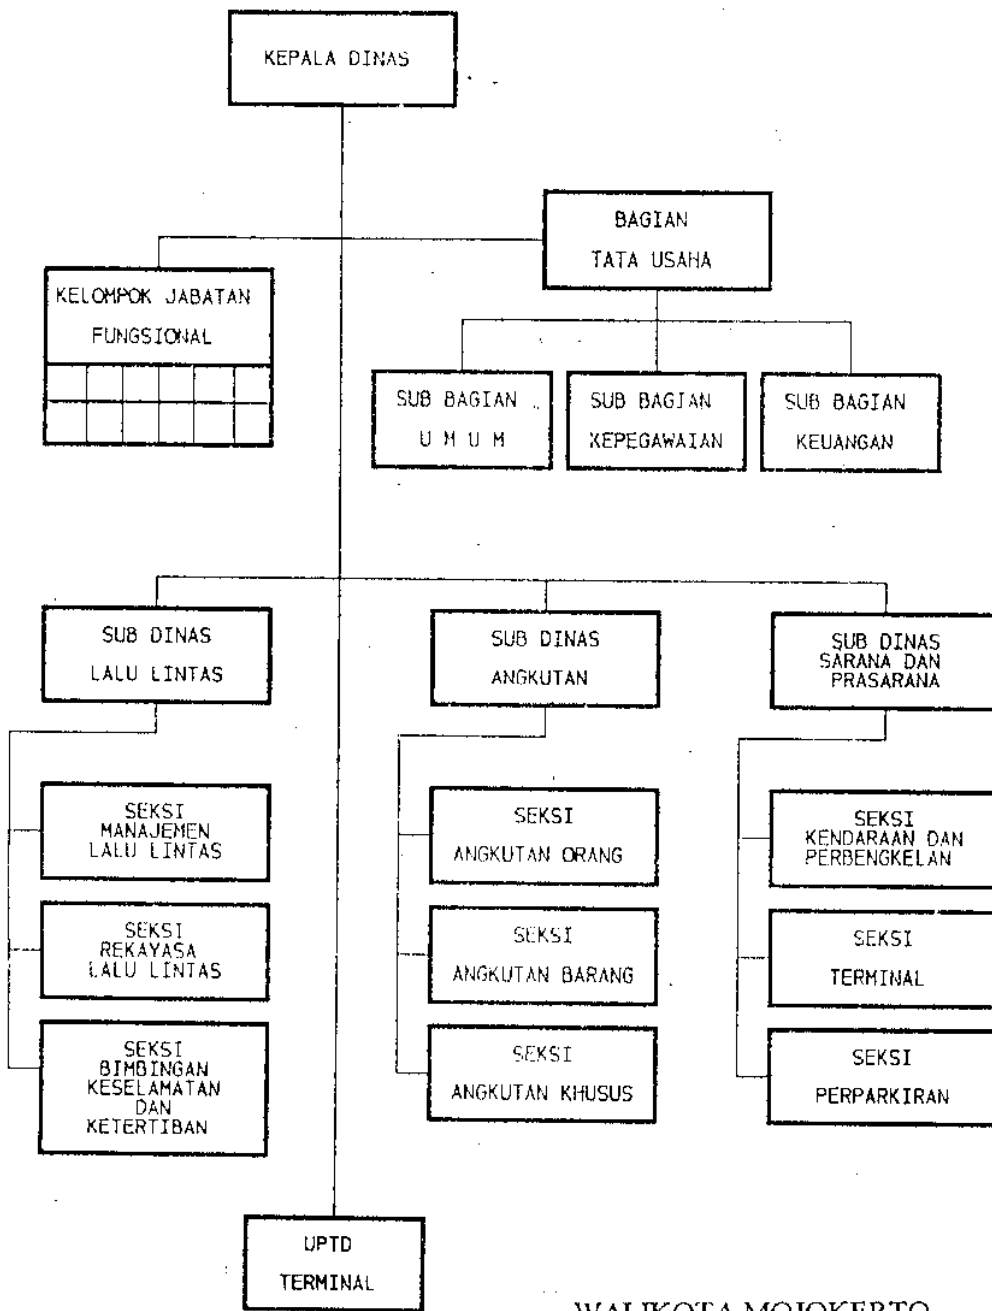 KEPALA DINAS
BAGIAN
TATA USAHA
KELOMPOK JABATAN
FUNGSIONAL
SUB BAGIAN
U M U M
SUB BAGIAN
KEPEGAWAIAN
SUB BAGIAN
KEUANGAN
SUB DINAS
LALU LINTAS
SUB DINAS
ANGKUTAN
SUB DINAS
SARANA DAN
PRASARANA
SEKSI
MANAJEMEN
LALU LINTAS
SEKSI
ANGKUTAN ORANG
SEKSI
KENDARAAN DAN
PERBENGKELAN
SEKSI
REKAYASA
LALU LINTAS
SEKSI
ANGKUTAN BARANG
SEKSI
TERMINAL
SEKSI
BIMBINGAN
KESELAMATAN
DAN
KETERTIBAN
SEKSI
ANGKUTAN KHUSUS
SEKSI
PERPARKIRAN
UPTD
TERMINAL
WALIKOTA MOJOKERTO